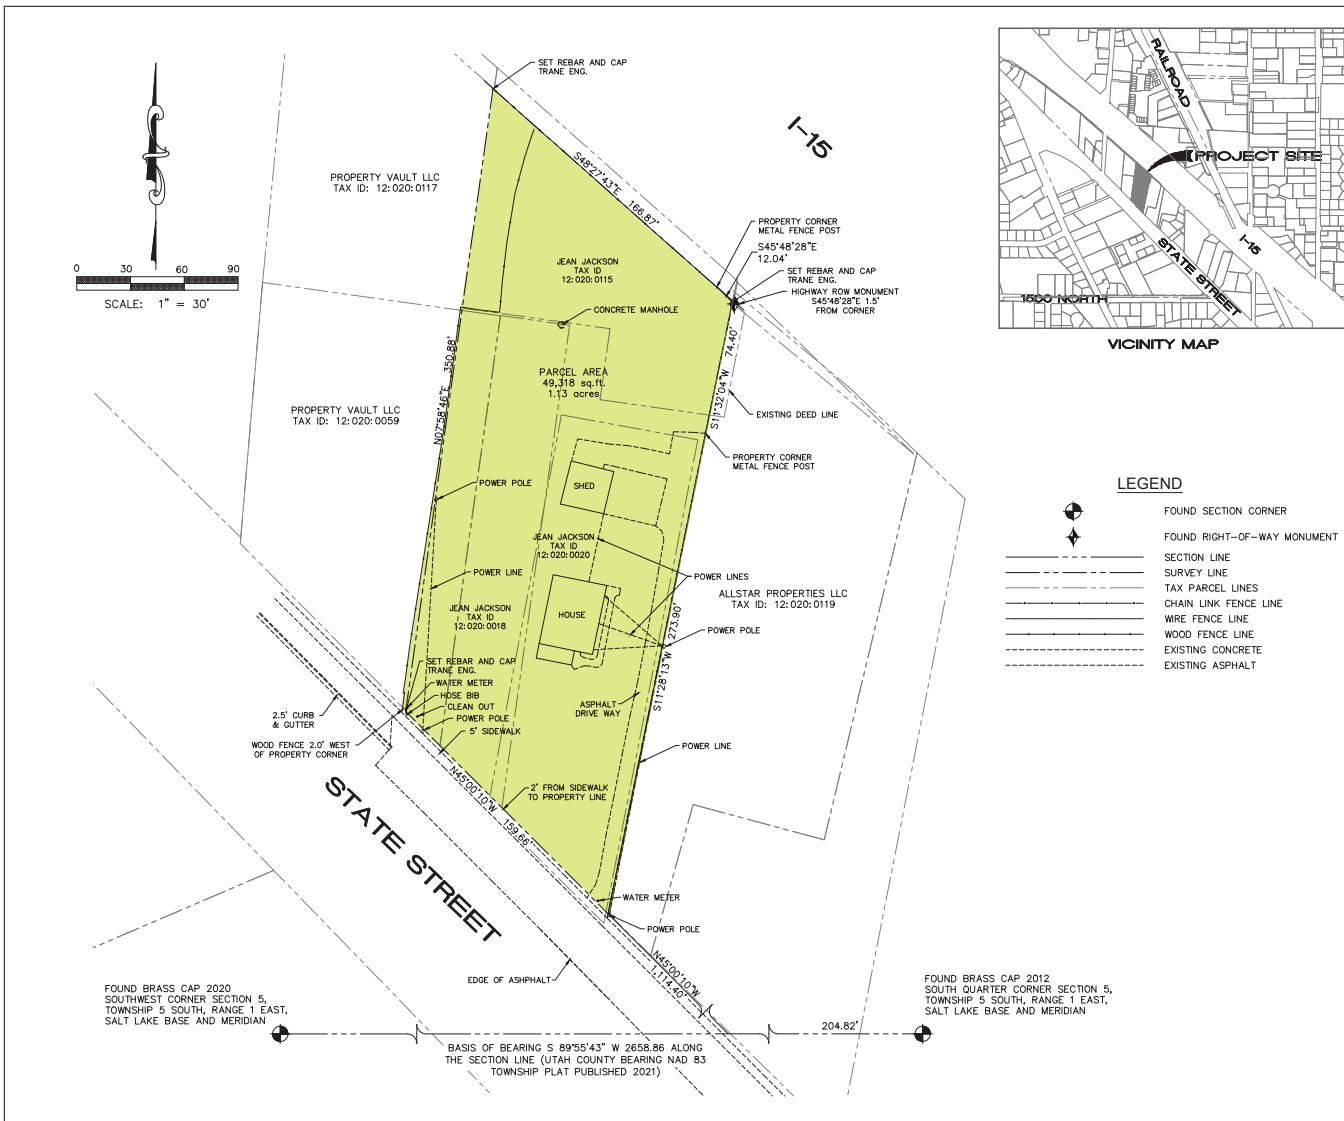 SET REBAR AND CAP
TRANE ENG.
I-15
PROPERTY VAULT LLC
TAX ID: 12:020:0117
S48°27'43"E 166.87'
PROPERTY CORNER
METAL FENCE POST
S45°48'28"E
12.04'
SET REBAR AND CAP
TRANE ENG.
HIGHWAY ROW MONUMENT
S45°48'28"E 1.5'
FROM CORNER
0 30 60 90
SCALE: 1" = 30'
JEAN JACKSON
TAX ID
12:020:0115
CONCRETE MANHOLE
PARCEL AREA
49,318 sq.ft.
1.13 acres
N07°58'46"E 350.88'
S11°32'04"W 74.40'
EXISTING DEED LINE
PROPERTY VAULT LLC
TAX ID: 12:020:0059
PROPERTY CORNER
METAL FENCE POST
POWER POLE
SHED
JEAN JACKSON
TAX ID
12:020:0020
POWER LINE
POWER LINES
ALLSTAR PROPERTIES LLC
TAX ID: 12:020:0119
JEAN JACKSON
TAX ID
12:020:0018
HOUSE
POWER POLE
S11°28'13"W 273.90'
SET REBAR AND CAP
TRANE ENG.
WATER METER
HOSE BIB
CLEAN OUT
POWER POLE
5' SIDEWALK
ASPHALT
DRIVE WAY
2.5' CURB
& GUTTER
WOOD FENCE 2.0' WEST
OF PROPERTY CORNER
POWER LINE
N45°00'10"W 159.66'
2' FROM SIDEWALK
TO PROPERTY LINE
STATE STREET
WATER METER
POWER POLE
N45°00'10"W
1,114.40'
EDGE OF ASHPHALT
FOUND BRASS CAP 2020
SOUTHWEST CORNER SECTION 5,
TOWNSHIP 5 SOUTH, RANGE 1 EAST,
SALT LAKE BASE AND MERIDIAN
FOUND BRASS CAP 2012
SOUTH QUARTER CORNER SECTION 5,
TOWNSHIP 5 SOUTH, RANGE 1 EAST,
SALT LAKE BASE AND MERIDIAN
204.82'
BASIS OF BEARING S 89°55'43" W 2658.86 ALONG
THE SECTION LINE (UTAH COUNTY BEARING NAD 83
TOWNSHIP PLAT PUBLISHED 2021)
RAILROAD
PROJECT SITE
I-15
STATE STREET
1500 NORTH
VICINITY MAP
LEGEND
FOUND SECTION CORNER
FOUND RIGHT-OF-WAY MONUMENT
SECTION LINE
SURVEY LINE
TAX PARCEL LINES
CHAIN LINK FENCE LINE
WIRE FENCE LINE
WOOD FENCE LINE
EXISTING CONCRETE
EXISTING ASPHALT